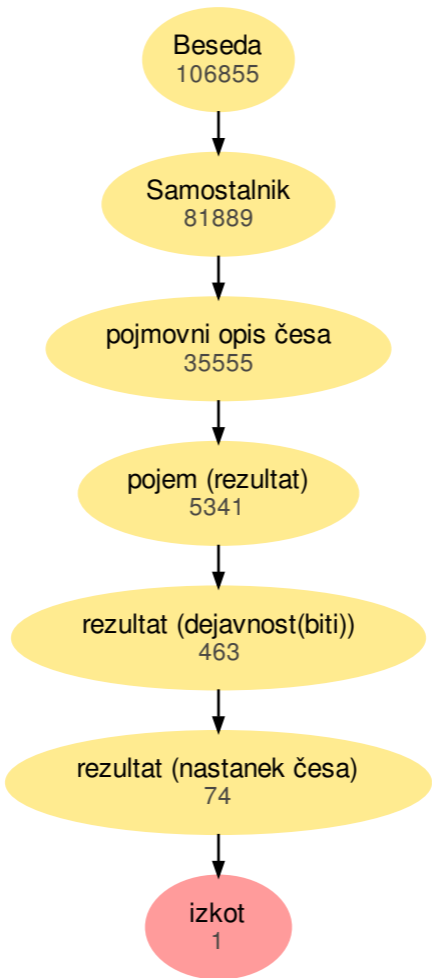 Beseda
106855
Samostalnik
81889
pojmovni opis česa
35555
pojem (rezultat)
5341
rezultat (dejavnost(biti))
463
rezultat (nastanek česa)
74
izkot
1